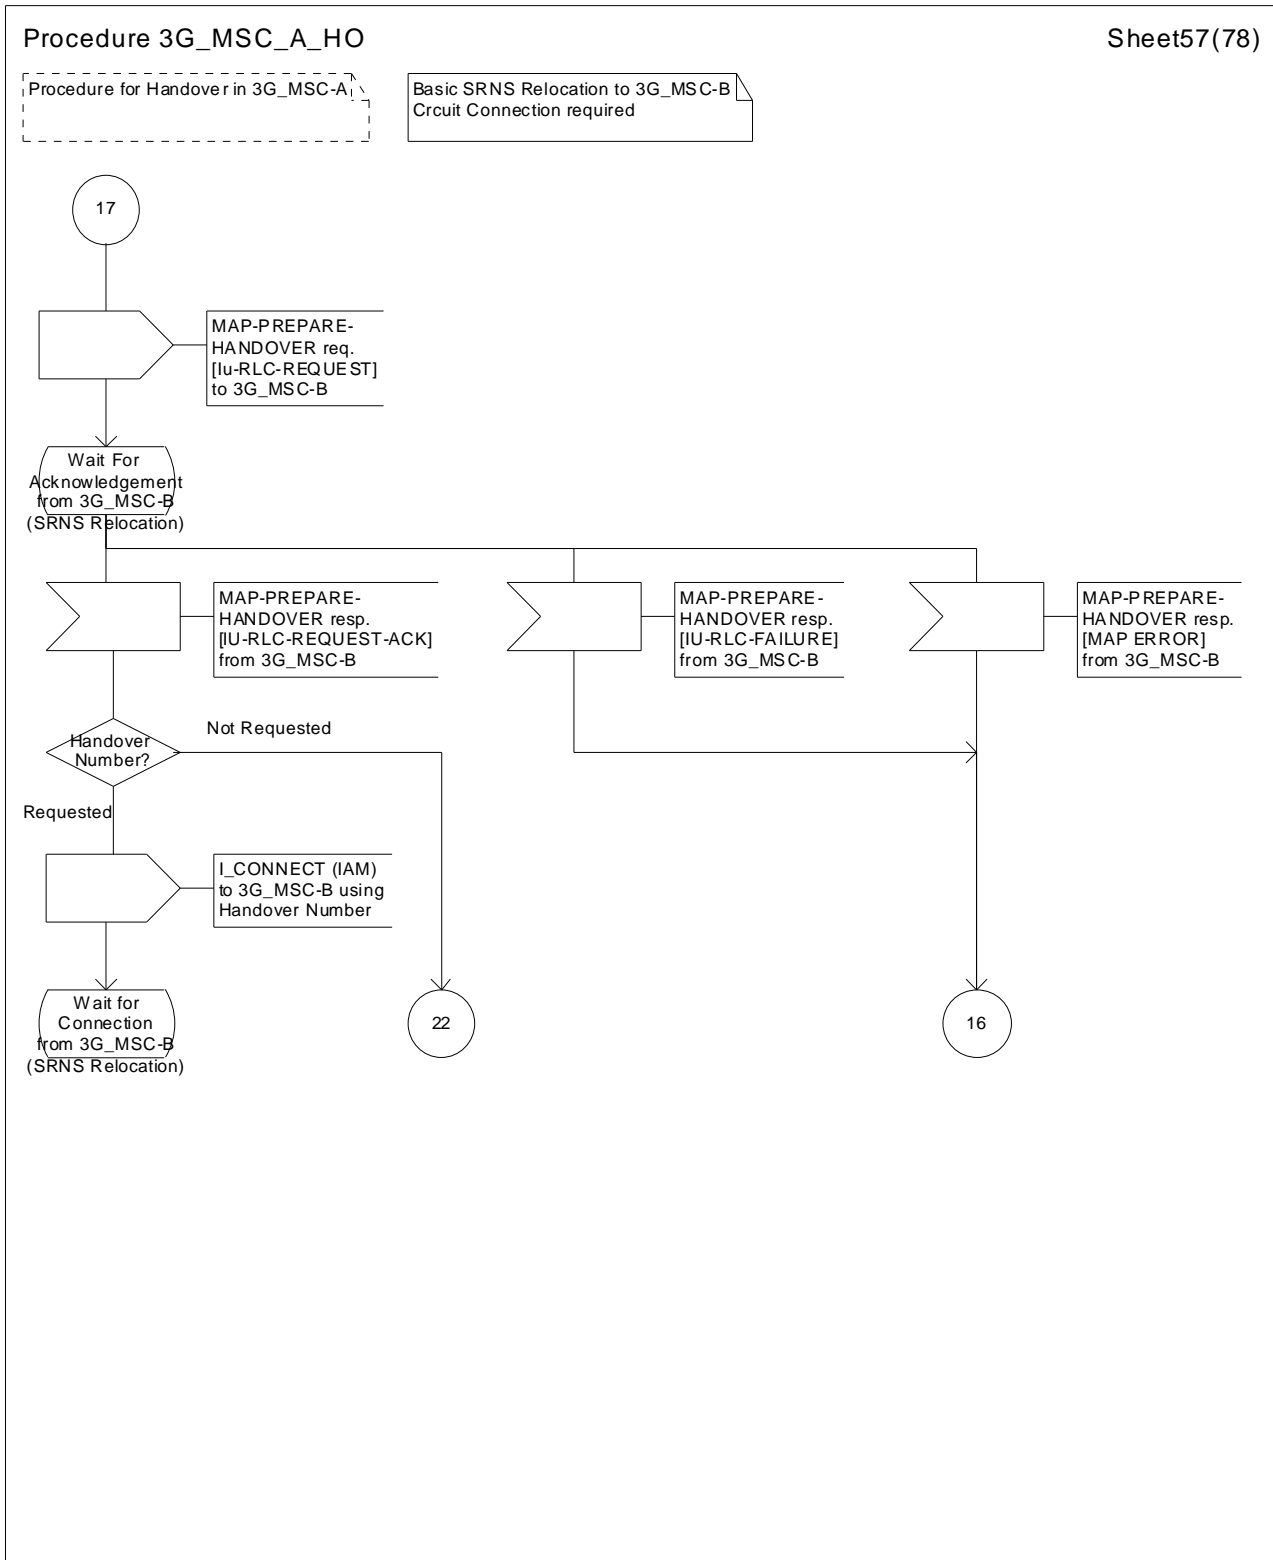 Procedure 3G_MSC_A_HO
Sheet57(78)
Procedure for Handover in 3G_MSC-A
Basic SRNS Relocation to 3G_MSC-B
Crcuit Connection required
17
MAP-PREPARE-
HANDOVER req.
[Iu-RLC-REQUEST]
to 3G_MSC-B
Wait For
Acknowledgement
from 3G_MSC-B
(SRNS Relocation)
MAP-PREPARE-
HANDOVER resp.
[IU-RLC-REQUEST-ACK]
from 3G_MSC-B
MAP-PREPARE-
HANDOVER resp.
[IU-RLC-FAILURE]
from 3G_MSC-B
MAP-PREPARE-
HANDOVER resp.
[MAP ERROR]
from 3G_MSC-B
Handover
Number?
Not Requested
Requested
I_CONNECT (IAM)
to 3G_MSC-B using
Handover Number
Wait for
Connection
from 3G_MSC-B
(SRNS Relocation)
22
16